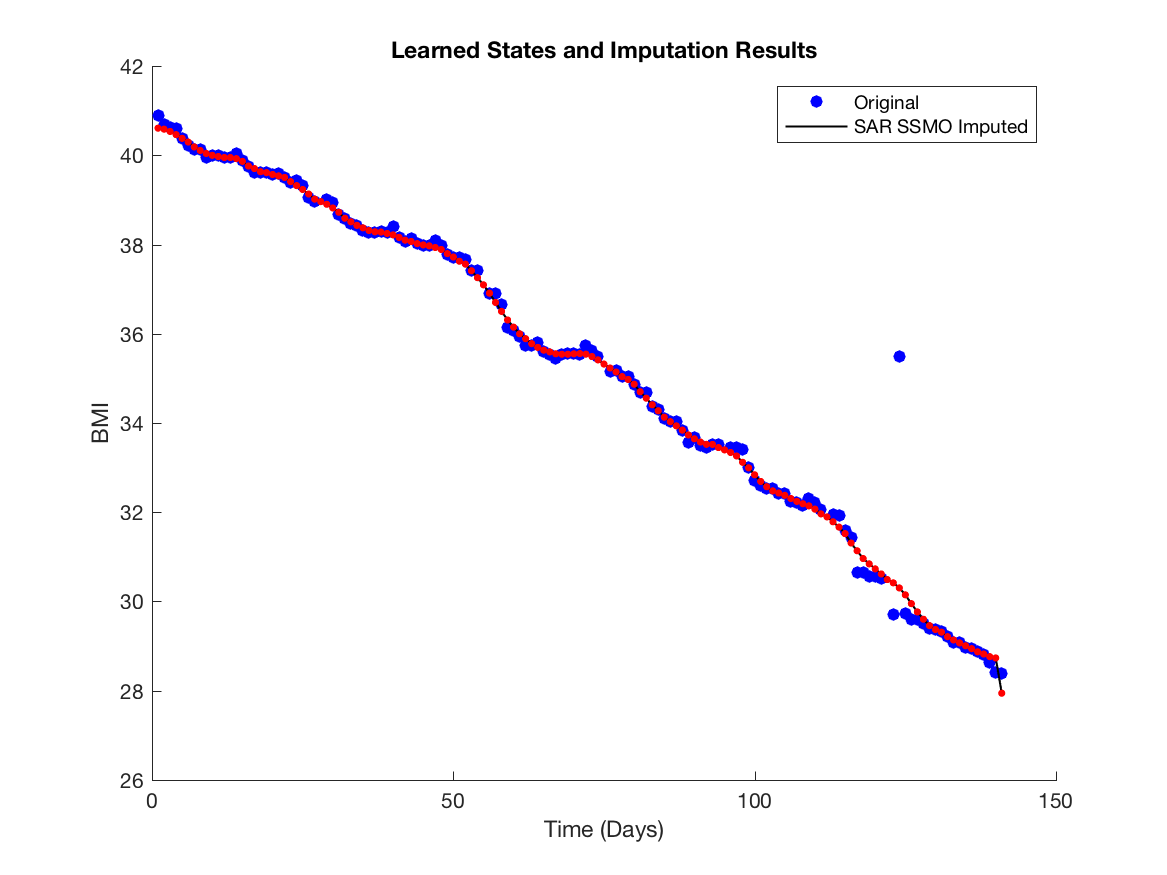 Learned States and Imputation Results
Original
SAR SSMO Imputed
42
40
38
36
34
32
30
28
26
BMI
0 50 100 150
Time (Days)